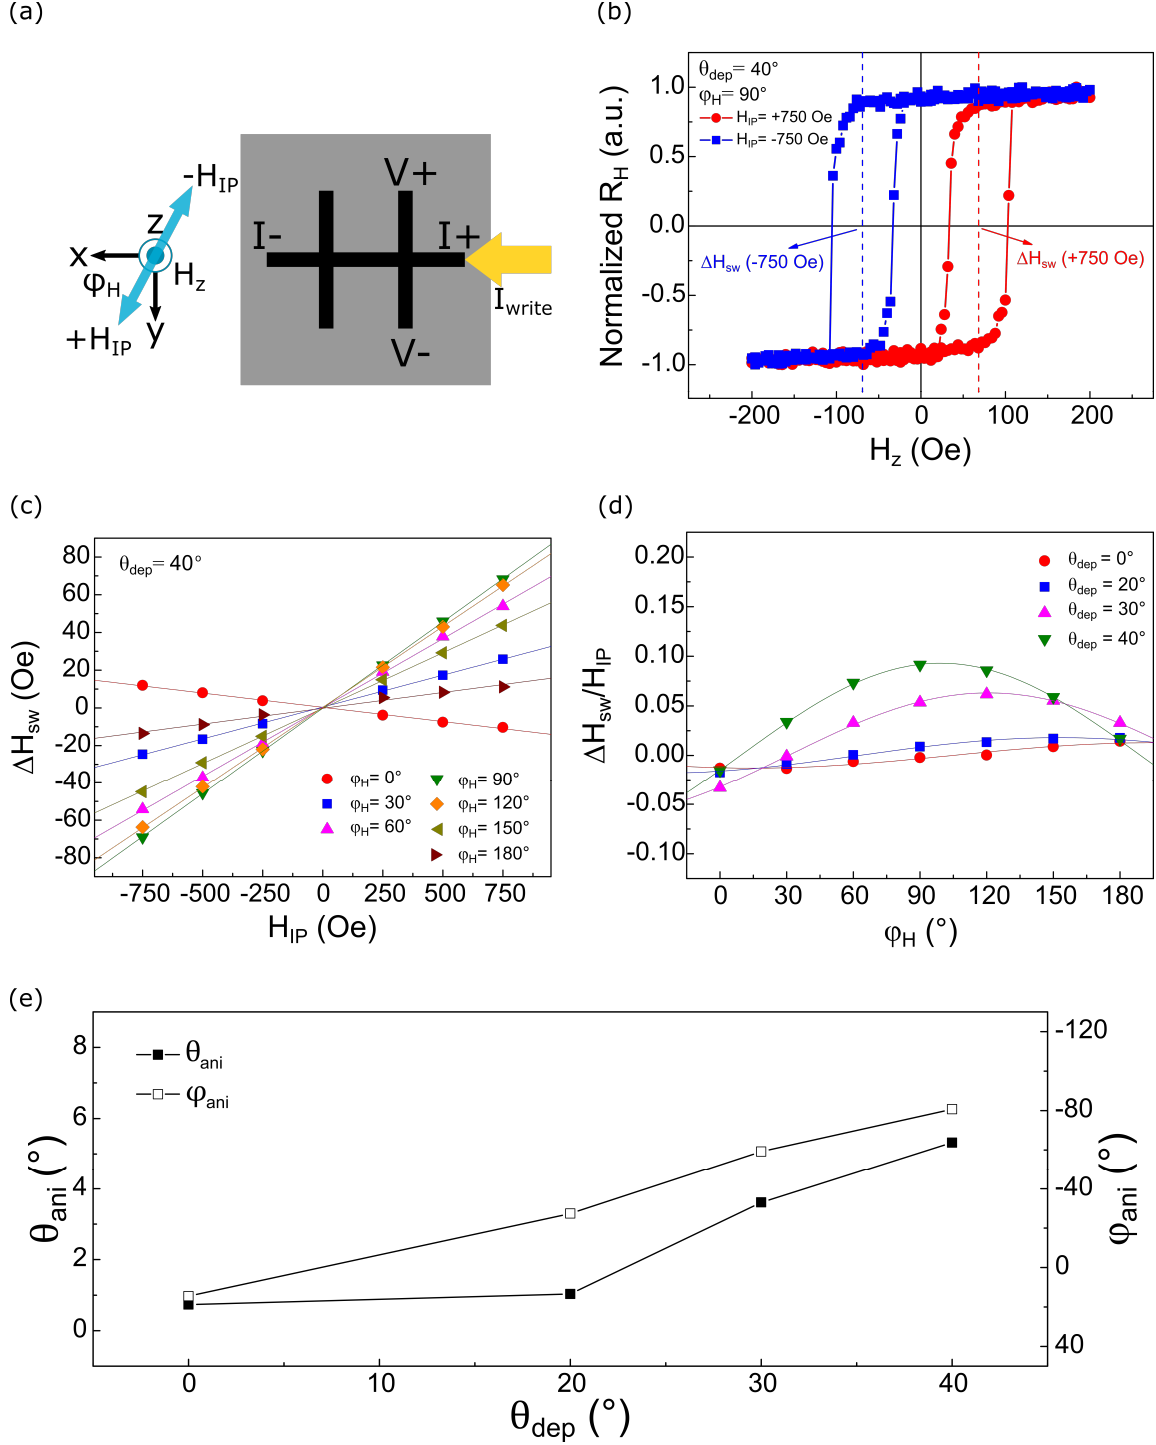 (a)
-H_IP
z
x
φ_H
H_z
+H_IP
y
V+
I-
I+
I_write
V-
(b)
θ_dep= 40°
φ_H= 90°
H_IP= +750 Oe
H_IP= -750 Oe
ΔH_sw (-750 Oe)
ΔH_sw (+750 Oe)
Normalized R_H (a.u.)
1.0
0.5
0.0
-0.5
-1.0
-200
-100
0
100
200
H_z (Oe)
(c)
θ_dep= 40°
ΔH_sw (Oe)
80
60
40
20
0
-20
-40
-60
-80
φ_H= 0°
φ_H= 30°
φ_H= 60°
φ_H= 90°
φ_H= 120°
φ_H= 150°
φ_H= 180°
-750
-500
-250
0
250
500
750
H_IP (Oe)
(d)
ΔH_sw/H_IP
0.20
0.15
0.10
0.05
0.00
-0.05
-0.10
θ_dep = 0°
θ_dep = 20°
θ_dep = 30°
θ_dep = 40°
0
30
60
90
120
150
180
φ_H (°)
(e)
θ_ani
φ_ani
θ_ani (°)
8
6
4
2
0
φ_ani (°)
-120
-80
-40
0
40
0
10
20
30
40
θ_dep (°)